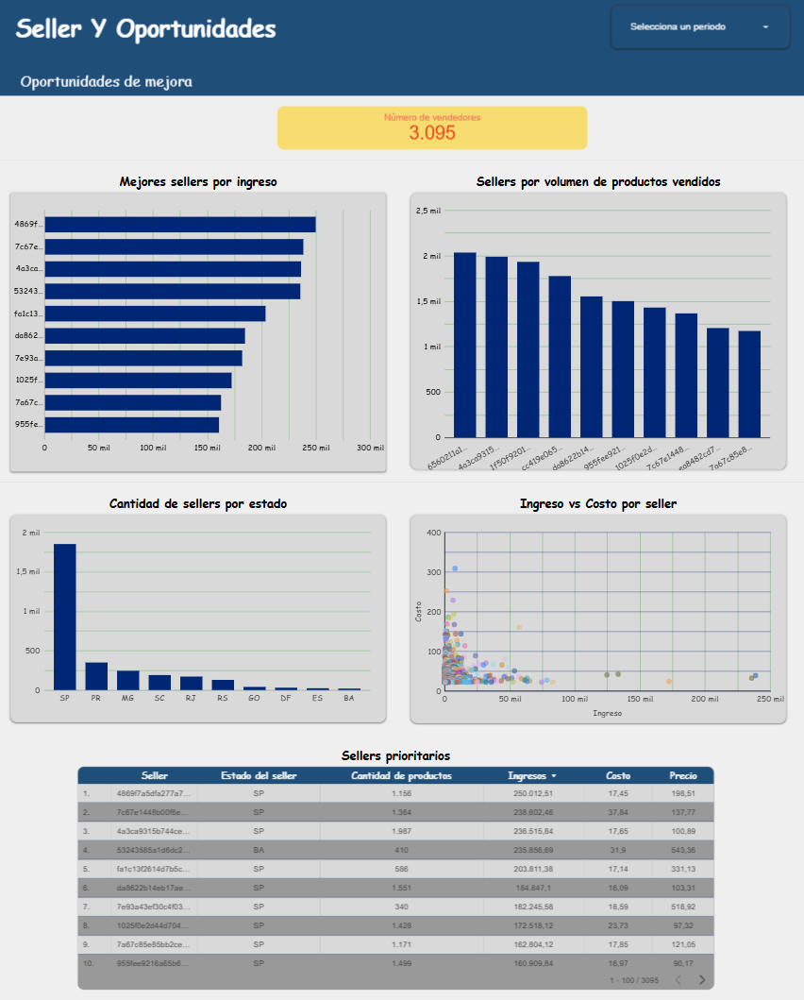 Seller Y Oportunidades
Selecciona un periodo
Oportunidades de mejora
Número de vendedores
3.095
Mejores sellers por ingreso
4869f...
7c67e...
4a3ca...
53243...
fa1c13...
da862...
7e93a...
1025f...
7a67c...
955fe...
0 50 mil 100 mil 150 mil 200 mil 250 mil 300 mil
Sellers por volumen de productos vendidos
2,5 mil
2 mil
1,5 mil
1 mil
500
0
6560211a1... 4a3ca9315... 1f50f9201... cc419e065... da8622b14... 955fee921... 1025f0e2d... 7c67e1448... ea8482cd7... 7a67c85e8...
Cantidad de sellers por estado
2 mil
1,5 mil
1 mil
500
0
SP PR MG SC RJ RS GO DF ES BA
Ingreso vs Costo por seller
400
300
200
100
0
Costo
0 50 mil 100 mil 150 mil 200 mil 250 mil
Ingreso
Sellers prioritarios
Seller Estado del seller Cantidad de productos Ingresos Costo Precio
1. 4869f7a5dfa277a7... SP 1.156 250.012,51 17,45 198,51
2. 7c67e1448b00f6e... SP 1.364 238.602,46 37,84 137,77
3. 4a3ca9315b744ce... SP 1.987 236.515,84 17,65 100,89
4. 53243585a1d6dc2... BA 410 235.856,69 31,9 543,36
5. fa1c13f2614d7b5c... SP 586 203.811,38 17,14 331,13
6. da8622b14eb17ae... SP 1.551 184.847,1 16,09 103,31
7. 7e93a43ef30c4f03... SP 340 182.245,58 18,59 518,92
8. 1025f0e2d44d704... SP 1.428 172.518,12 23,73 97,32
9. 7a67c85e85bb2ce... SP 1.171 162.804,12 17,85 121,05
10. 955fee9216a65b6... SP 1.499 160.909,84 16,97 90,17
1 - 100 / 3095